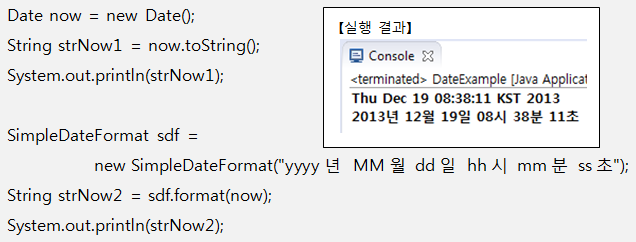 Date now = new Date();
String strNow1 = now.toString();
System.out.println(strNow1);
SimpleDateFormat sdf =
new SimpleDateFormat("yyyy 년 MM 월 dd 일 hh 시 mm 분 ss 초");
String strNow2 = sdf.format(now);
System.out.println(strNow2);
【실행 결과】
Console
<terminated> DateExample [Java Applicat
Thu Dec 19 08:38:11 KST 2013
2013년 12월 19일 08시 38분 11초